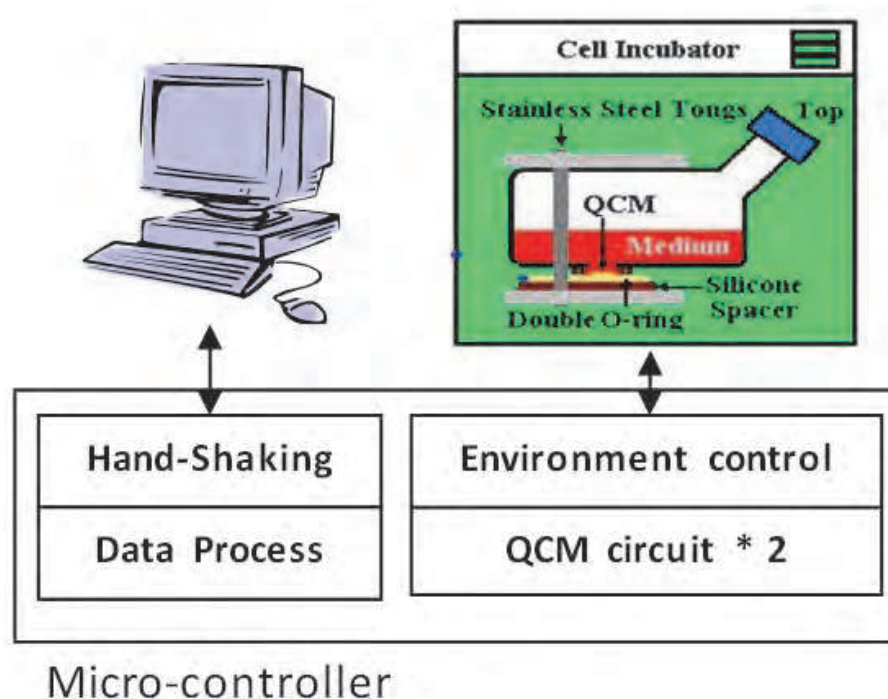 Cell Incubator
Stainless Steel Tongs
Top
QCM
Medium
Silicone
Spacer
Double O-ring
Hand-Shaking
Environment control
Data Process
QCM circuit * 2
Micro-controller